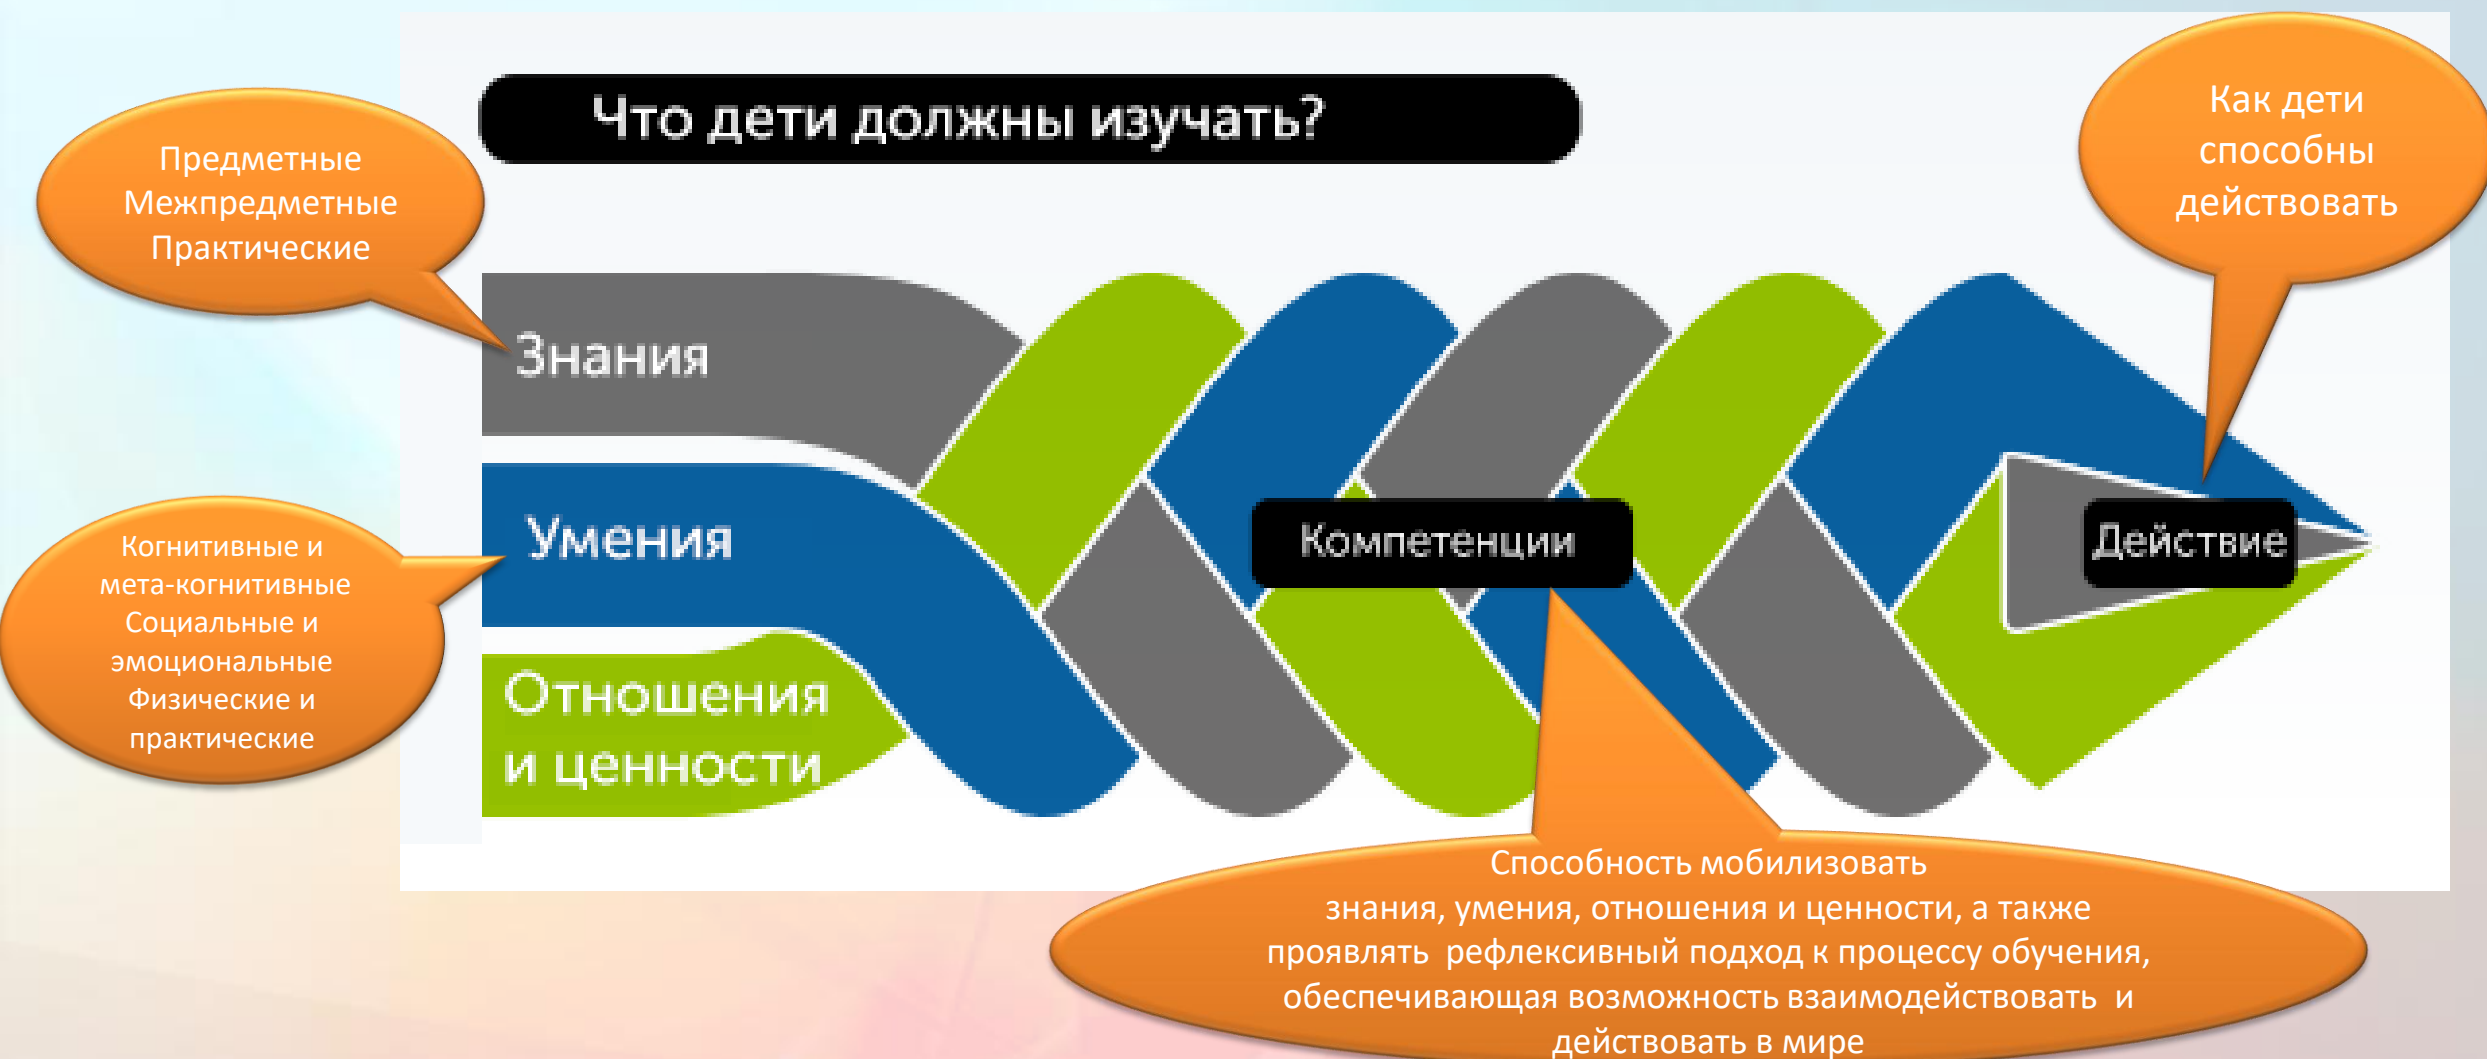 Что дети должны изучать?
Как дети
способны
действовать
Предметные
Межпредметные
Практические
Знания
Умения
Компетенции
Действие
Когнитивные и
мета-когнитивные
Социальные и
эмоциональные
Физические и
практические
Отношения
и ценности
Способность мобилизовать
знания, умения, отношения и ценности, а также
проявлять  рефлексивный подход к процессу обучения,
обеспечивающая возможность взаимодействовать  и
действовать в мире